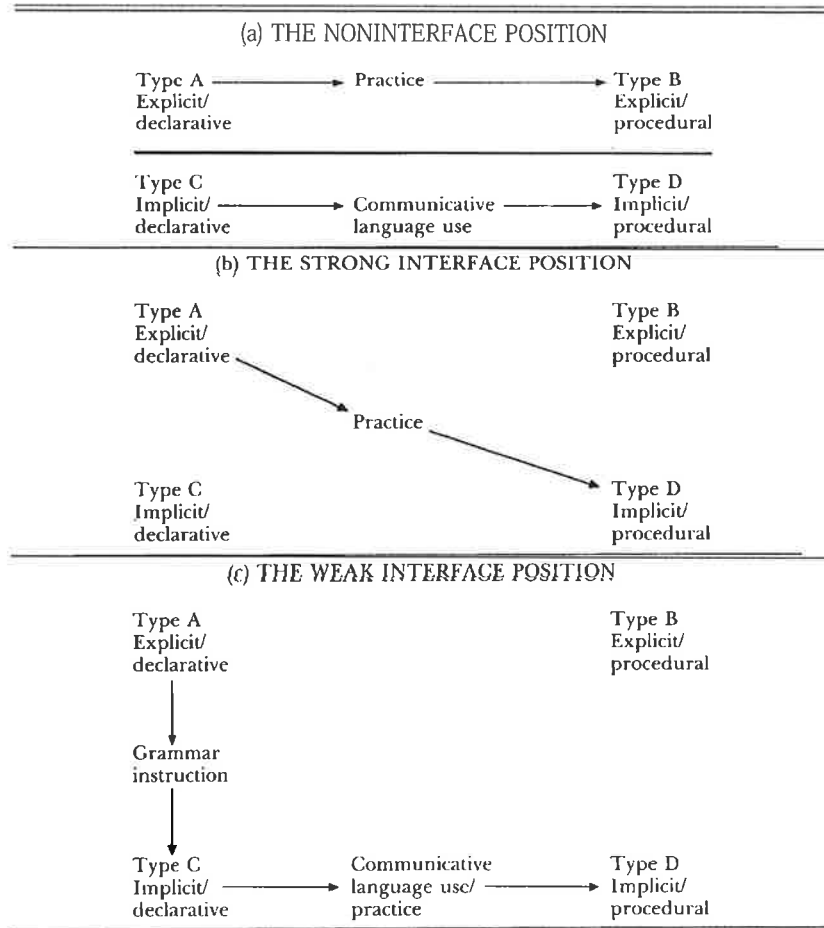 (a) THE NONINTERFACE POSITION
Type A Practice Type B
Explicit/ Explicit/
declarative procedural
Type C Type D
Implicit/ Communicative Implicit/
declarative language use procedural
(b) THE STRONG INTERFACE POSITION
Type A Type B
Explicit/ Explicit/
declarative procedural
Practice
Type C Type D
Implicit/ Implicit/
declarative procedural
(c) THE WEAK INTERFACE POSITION
Type A Type B
Explicit/ Explicit/
declarative procedural
Grammar
instruction
Type C Communicative Type D
Implicit/ language use/ Implicit/
declarative practice procedural